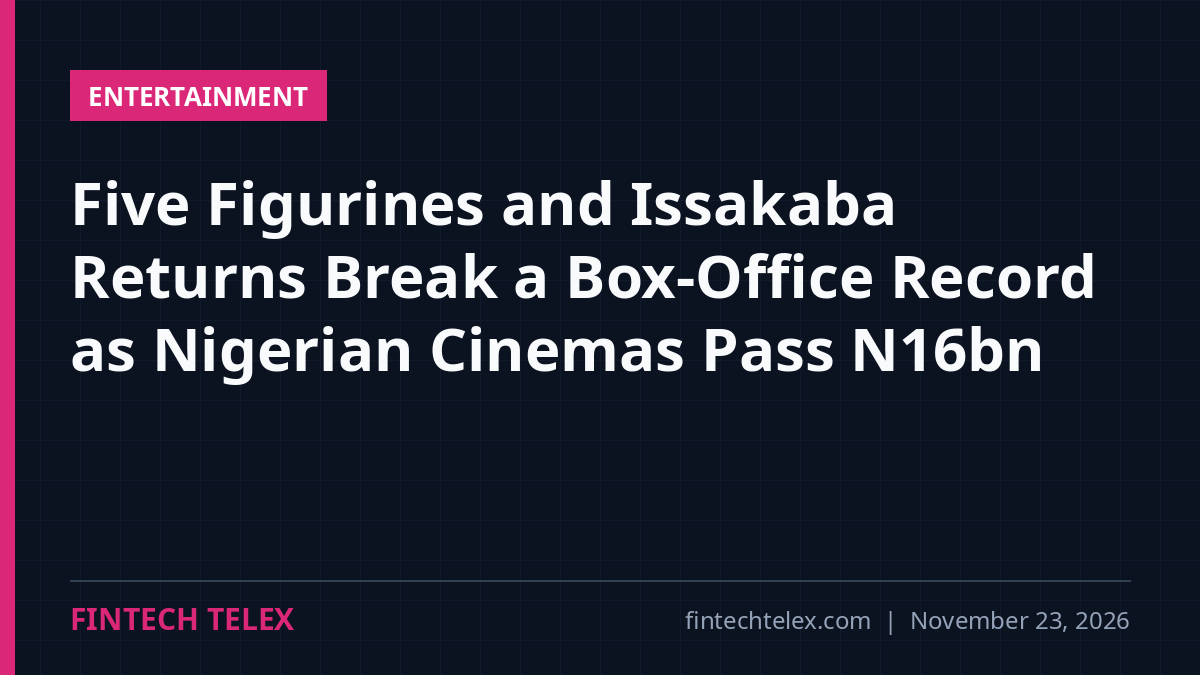 ENTERTAINMENT
Five Figurines and Issakaba
Returns Break a Box-Office Record
as Nigerian Cinemas Pass N16bn
FINTECH TELEX
fintechtelex.com | November 23, 2026